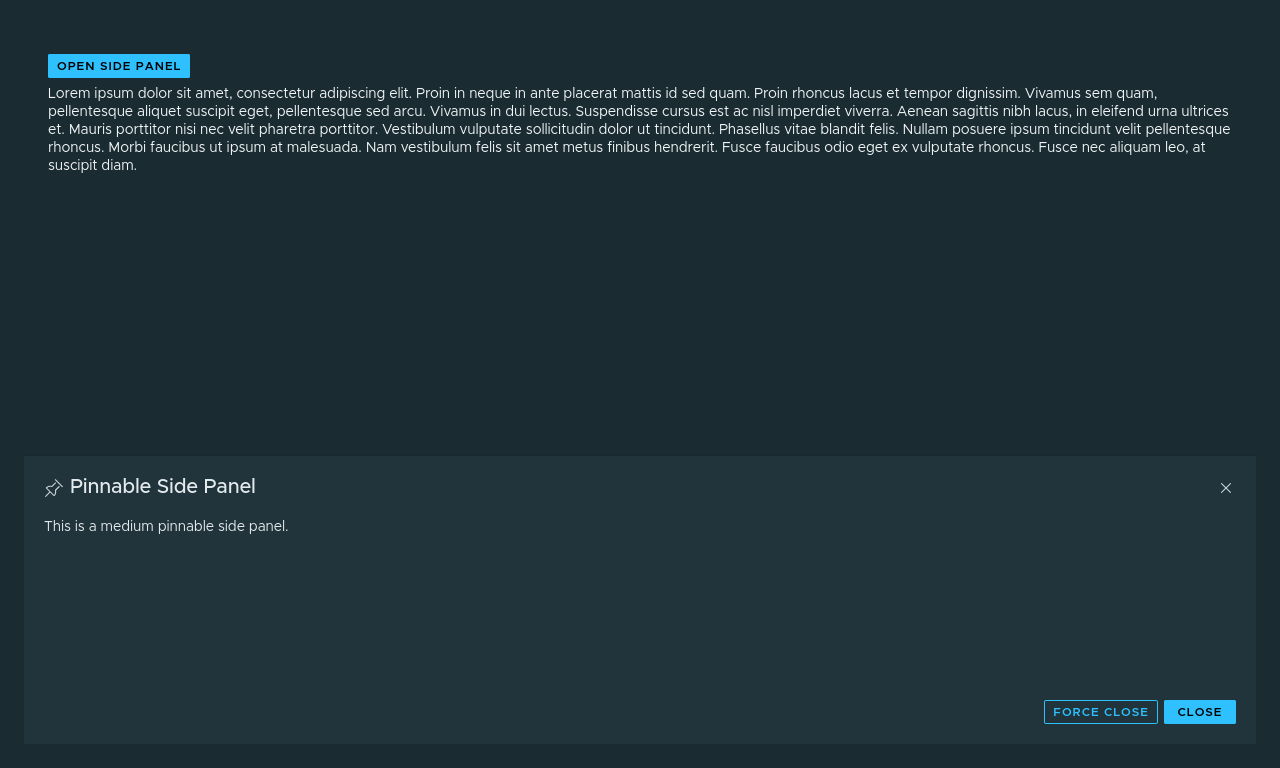 OPEN SIDE PANEL
Lorem ipsum dolor sit amet, consectetur adipiscing elit. Proin in neque in ante placerat mattis id sed quam. Proin rhoncus lacus et tempor dignissim. Vivamus sem quam,
pellentesque aliquet suscipit eget, pellentesque sed arcu. Vivamus in dui lectus. Suspendisse cursus est ac nisl imperdiet viverra. Aenean sagittis nibh lacus, in eleifend urna ultrices
et. Mauris porttitor nisi nec velit pharetra porttitor. Vestibulum vulputate sollicitudin dolor ut tincidunt. Phasellus vitae blandit felis. Nullam posuere ipsum tincidunt velit pellentesque
rhoncus. Morbi faucibus ut ipsum at malesuada. Nam vestibulum felis sit amet metus finibus hendrerit. Fusce faucibus odio eget ex vulputate rhoncus. Fusce nec aliquam leo, at
suscipit diam.
Pinnable Side Panel
This is a medium pinnable side panel.
FORCE CLOSE
CLOSE